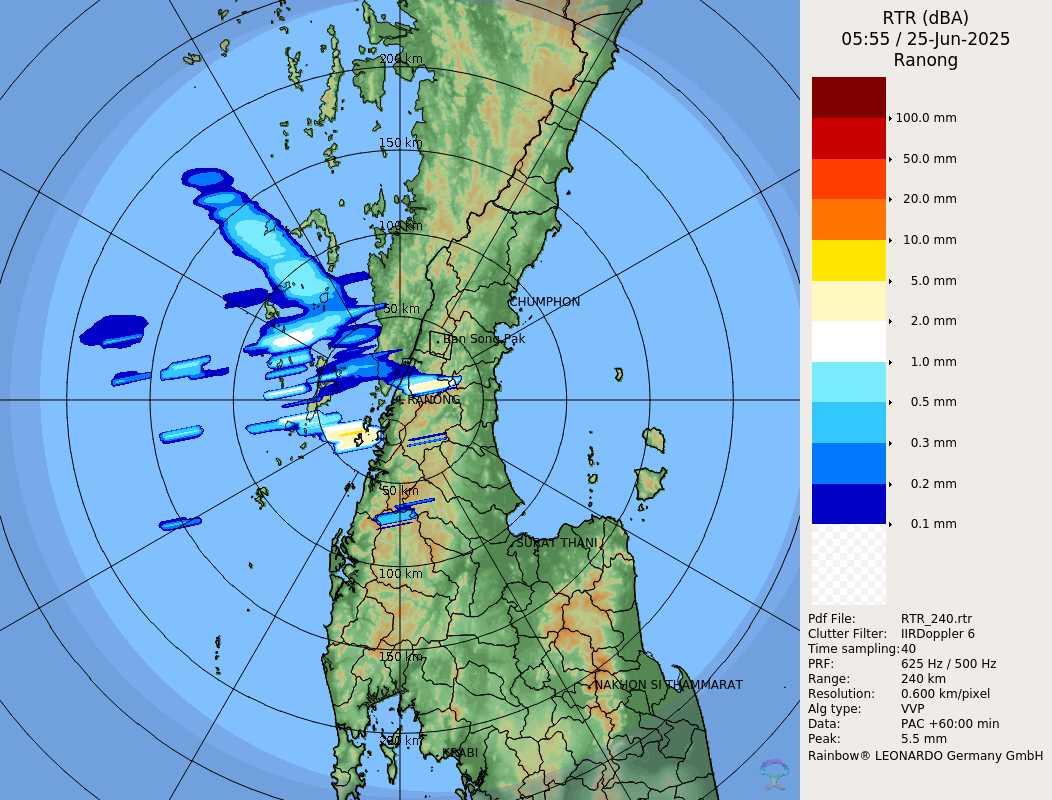 RTR (dBA)
05:55 / 25-Jun-2025
Ranong
200 km
150 km
100 km
50 km
CHUMPHON
Ban Song Pak
RANONG
50 km
SURAT THANI
100 km
150 km
NAKHON SI THAMMARAT
200 km
KRABI
100.0 mm
50.0 mm
20.0 mm
10.0 mm
5.0 mm
2.0 mm
1.0 mm
0.5 mm
0.3 mm
0.2 mm
0.1 mm
Pdf File: RTR_240.rtr
Clutter Filter: IIRDoppler 6
Time sampling:40
PRF: 625 Hz / 500 Hz
Range: 240 km
Resolution: 0.600 km/pixel
Alg type: VVP
Data: PAC +60:00 min
Peak: 5.5 mm
Rainbow® LEONARDO Germany GmbH